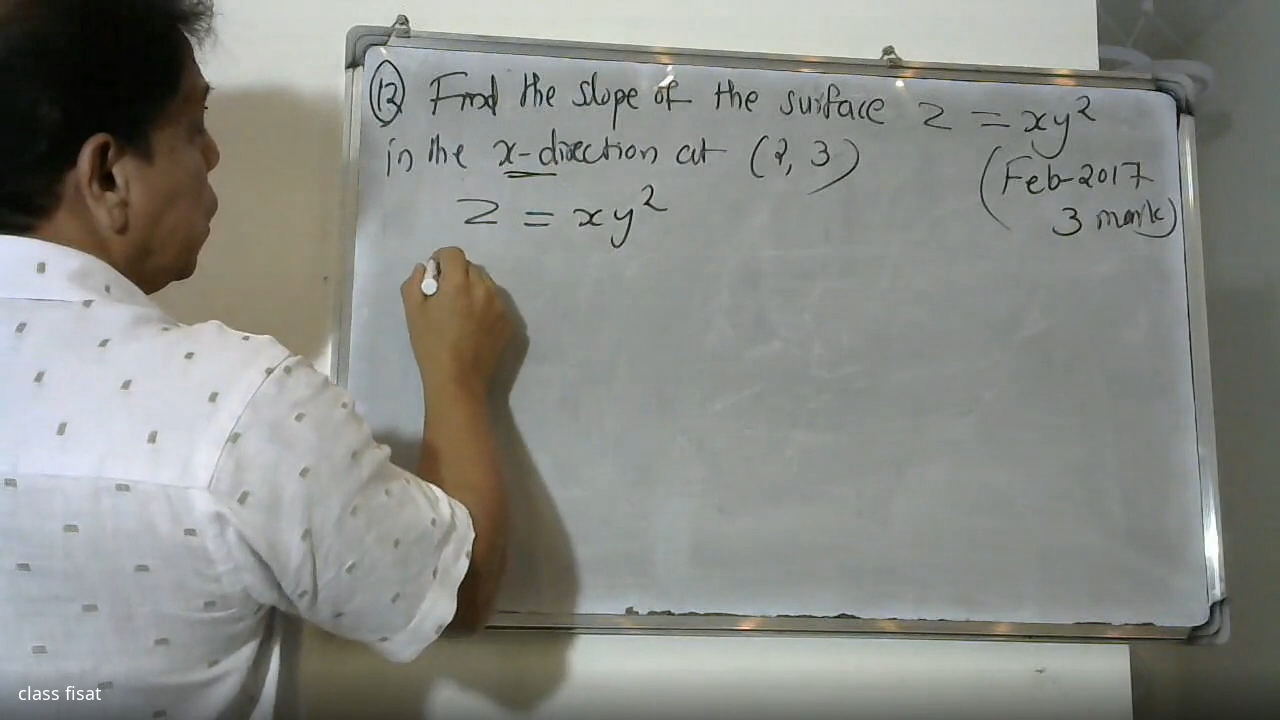 (12) Find the slope of the surface z = xy²
in the x-direction at (2, 3)
(Feb-2017
3 mark)
z = xy²
class fisat